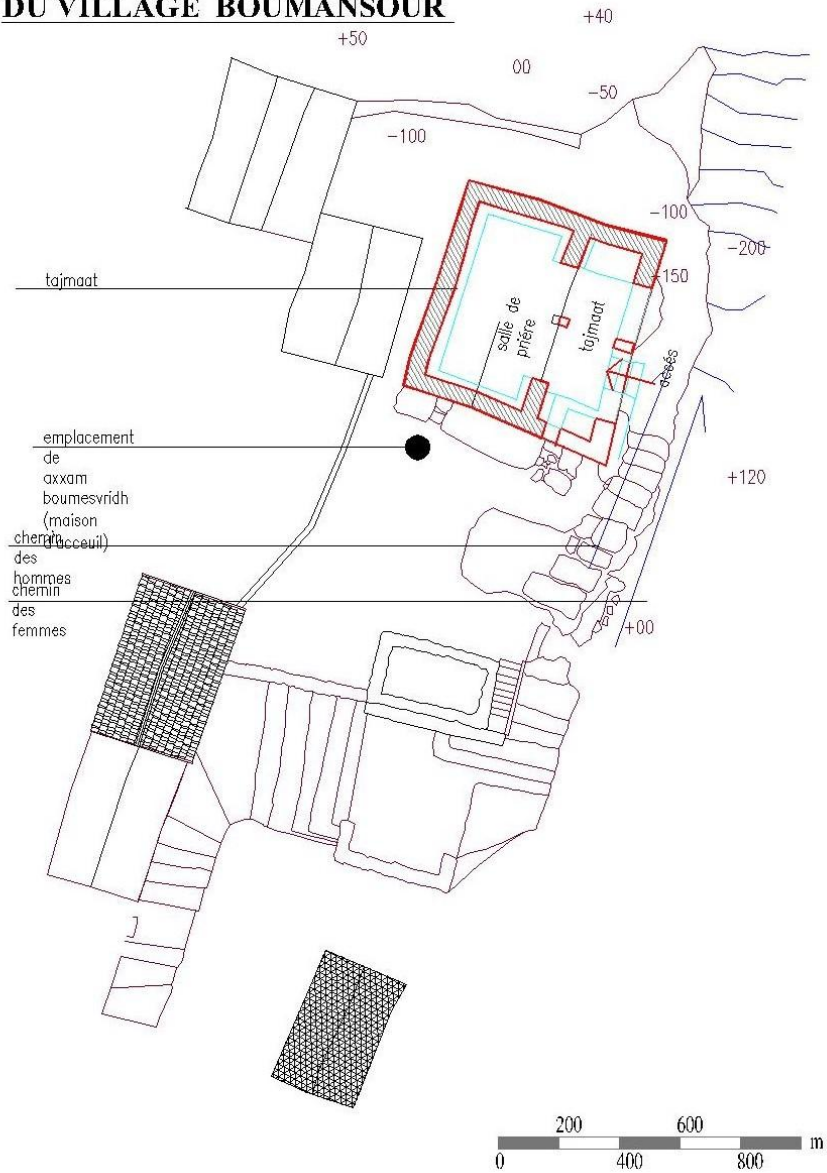 DU VILLAGE BOUMANSOUR
+40
+50
00
-50
-100
-100
-200
+150
tajmaat
salle de
prière
tajmaat
accés
emplacement
de
axxam
boumesvridh
(maison
d'acceuil)
+120
chemin
des
hommes
chemin
des
femmes
+00
200 600
m
0 400 800